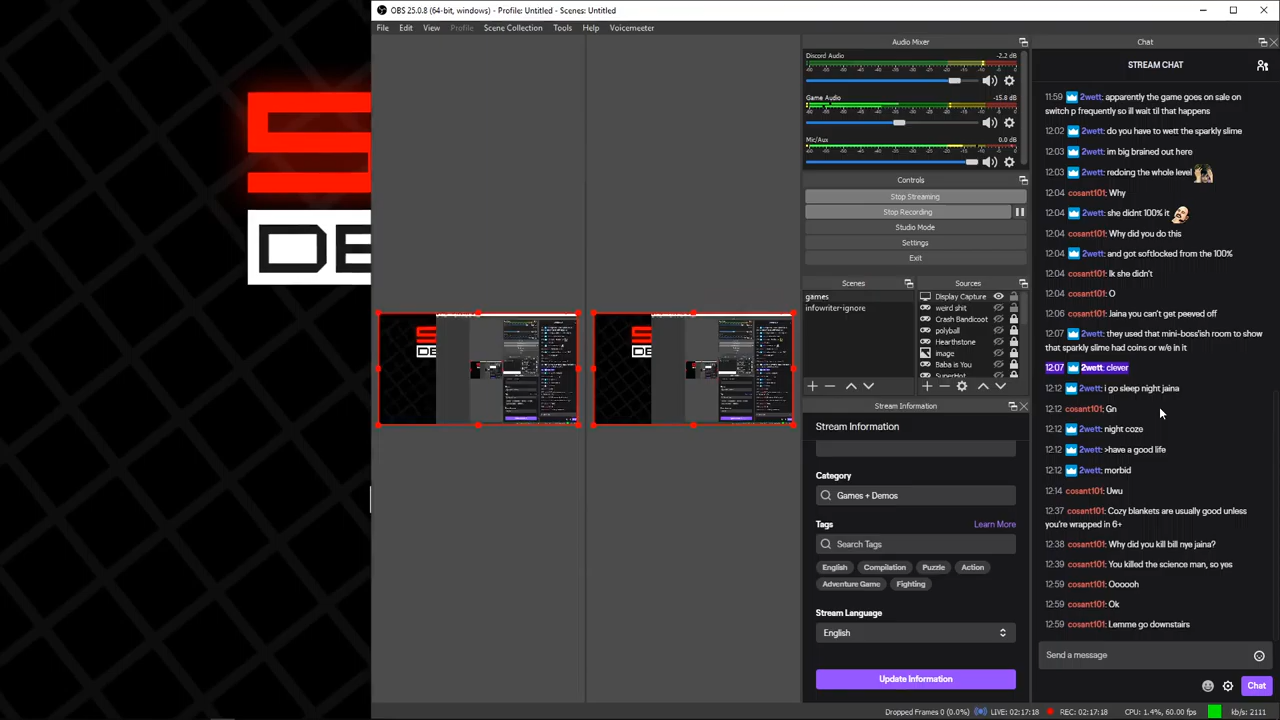 OBS 25.0.8 (64-bit, windows) - Profile: Untitled - Scenes: Untitled
File Edit View Profile Scene Collection Tools Help Voicemeeter
DE
Audio Mixer
Discord Audio -2.2 dB
Game Audio -15.8 dB
Mic/Aux 0.0 dB
Controls
Stop Streaming
Stop Recording
Studio Mode
Settings
Exit
Scenes
games
infowriter-ignore
Sources
Display Capture
weird shit
Crash Bandicoot
polyball
Hearthstone
image
Baba is You
SuperHot
Stream Information
Stream Information
Category
Games + Demos
Tags Learn More
Search Tags
English Compilation Puzzle Action
Adventure Game Fighting
Stream Language
English
Update Information
Chat
STREAM CHAT
11:59 2wett: apparently the game goes on sale on
switch p frequently so ill wait til that happens
12:02 2wett: do you have to wett the sparkly slime
12:03 2wett: im big brained out here
12:03 2wett: redoing the whole level
12:04 cosant101: Why
12:04 2wett: she didnt 100% it
12:04 cosant101: Why did you do this
12:04 2wett: and got softlocked from the 100%
12:04 cosant101: Ik she didn't
12:04 cosant101: O
12:06 cosant101: Jaina you can't get peeved off
12:07 2wett: they used that mini-bossish room to show
that sparkly slime had coins or w/e in it
12:07 2wett: clever
12:12 2wett: i go sleep night jaina
12:12 cosant101: Gn
12:12 2wett: night coze
12:12 2wett: >have a good life
12:12 2wett: morbid
12:14 cosant101: Uwu
12:37 cosant101: Cozy blankets are usually good unless
you're wrapped in 6+
12:38 cosant101: Why did you kill bill nye jaina?
12:39 cosant101: You killed the science man, so yes
12:59 cosant101: Oooooh
12:59 cosant101: Ok
12:59 cosant101: Lemme go downstairs
Send a message
Chat
Dropped Frames 0 (0.0%) LIVE: 02:17:18 REC: 02:17:18 CPU: 1.4%, 60.00 fps kb/s: 2111